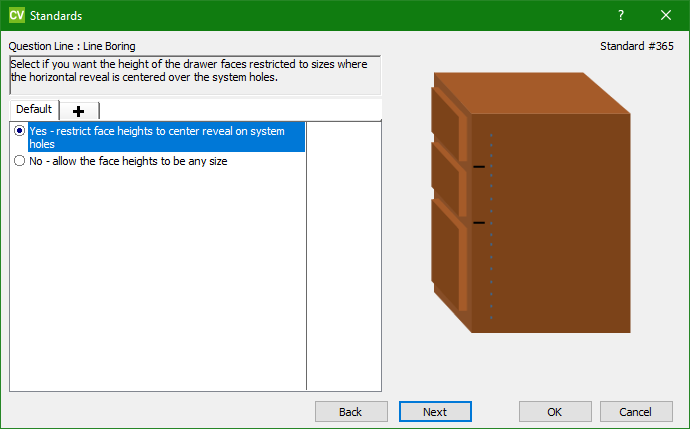 CV Standards
Question Line : Line Boring
Standard #365
Select if you want the height of the drawer faces restricted to sizes where
the horizontal reveal is centered over the system holes.
Default
Yes - restrict face heights to center reveal on system
holes
No - allow the face heights to be any size
Back Next OK Cancel